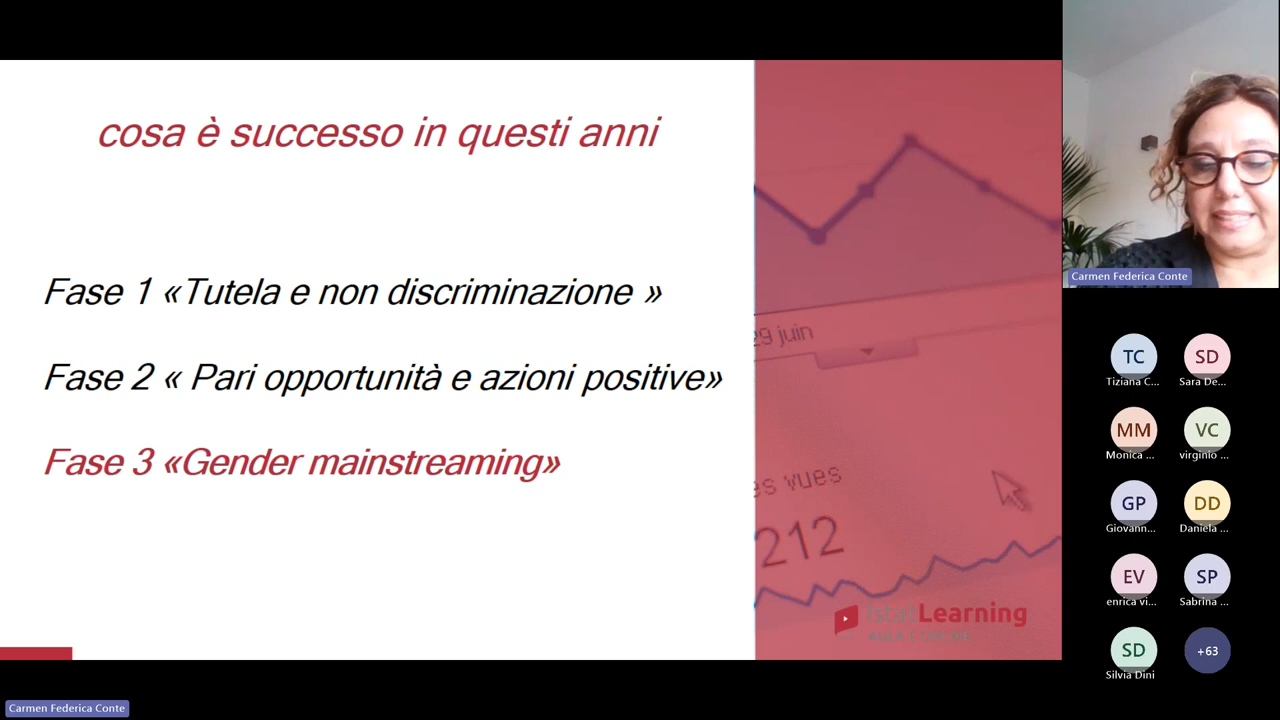 cosa è successo in questi anni
Fase 1 «Tutela e non discriminazione »
Fase 2 « Pari opportunità e azioni positive»
Fase 3 «Gender mainstreaming»
29 juin
es vues
212
istatLearning
Carmen Federica Conte
TC
Tiziana C...
SD
Sara De...
MM
Monica ...
VC
virginio ...
GP
Giovann...
DD
Daniela ...
EV
enrica vi...
SP
Sabrina ...
SD
Silvia Dini
+63
Carmen Federica Conte